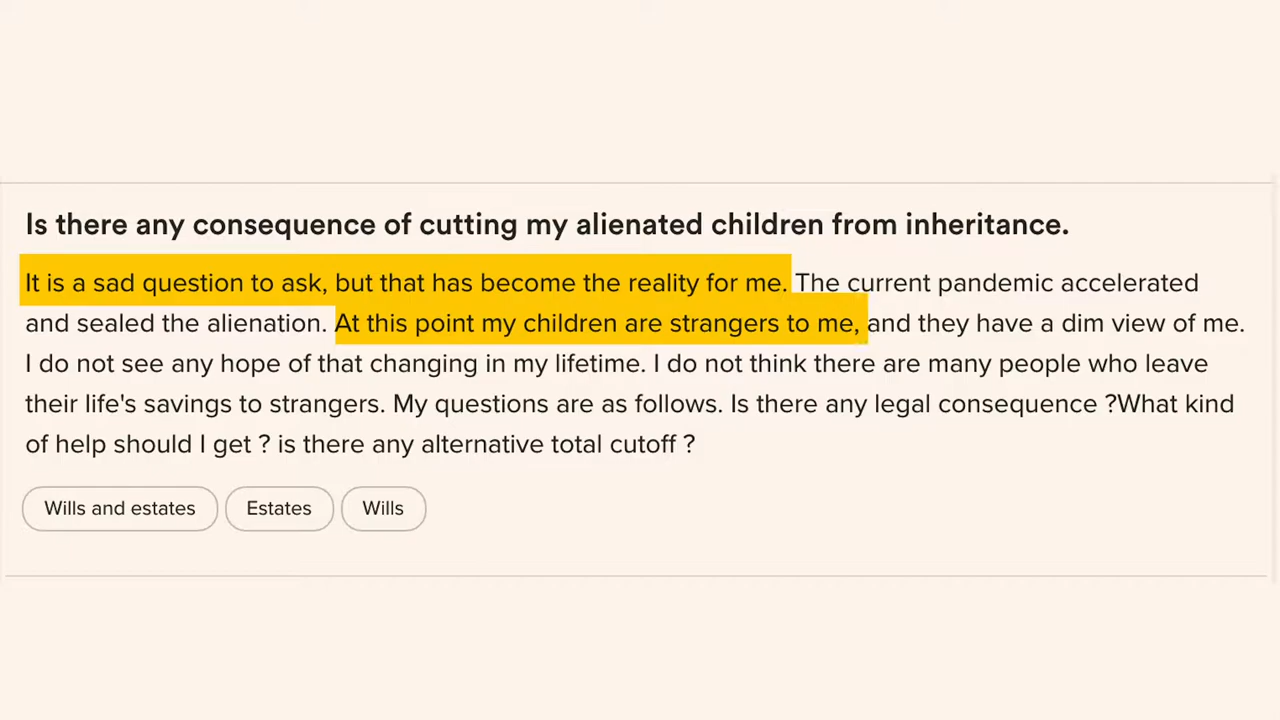 Is there any consequence of cutting my alienated children from inheritance.
It is a sad question to ask, but that has become the reality for me. The current pandemic accelerated
and sealed the alienation. At this point my children are strangers to me, and they have a dim view of me.
I do not see any hope of that changing in my lifetime. I do not think there are many people who leave
their life's savings to strangers. My questions are as follows. Is there any legal consequence ?What kind
of help should I get ? is there any alternative total cutoff ?
Wills and estates Estates Wills